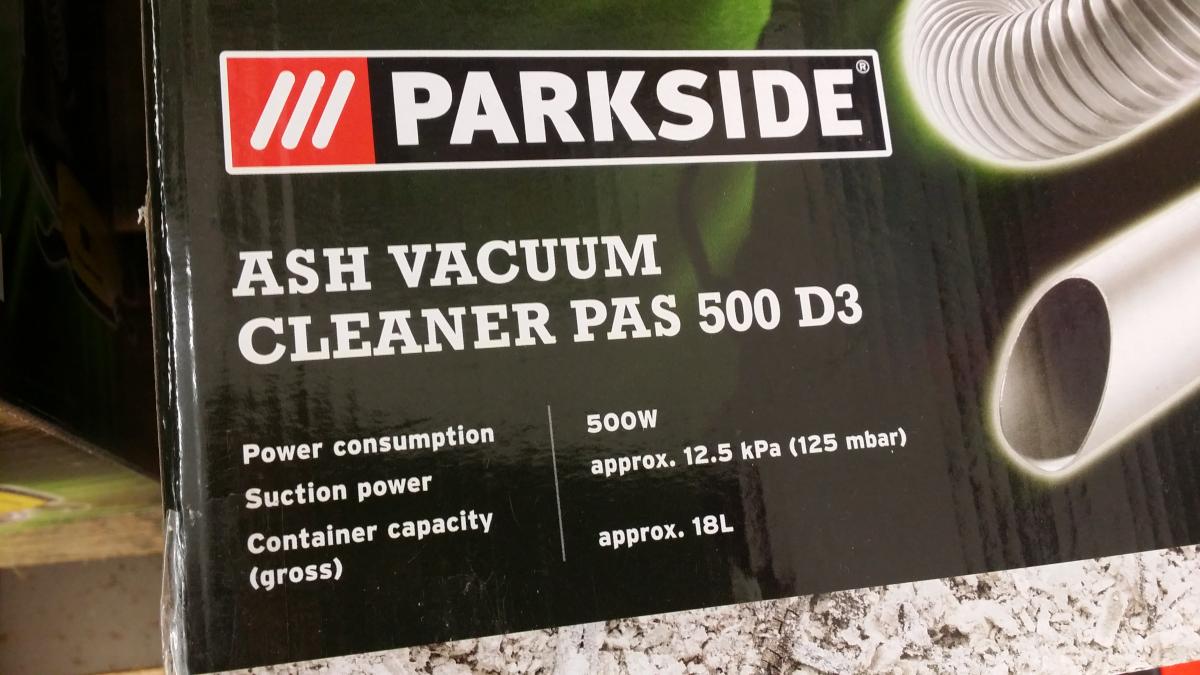 PARKSIDE®
ASH VACUUM
CLEANER PAS 500 D3
Power consumption 500W
Suction power approx. 12.5 kPa (125 mbar)
Container capacity approx. 18L
(gross)